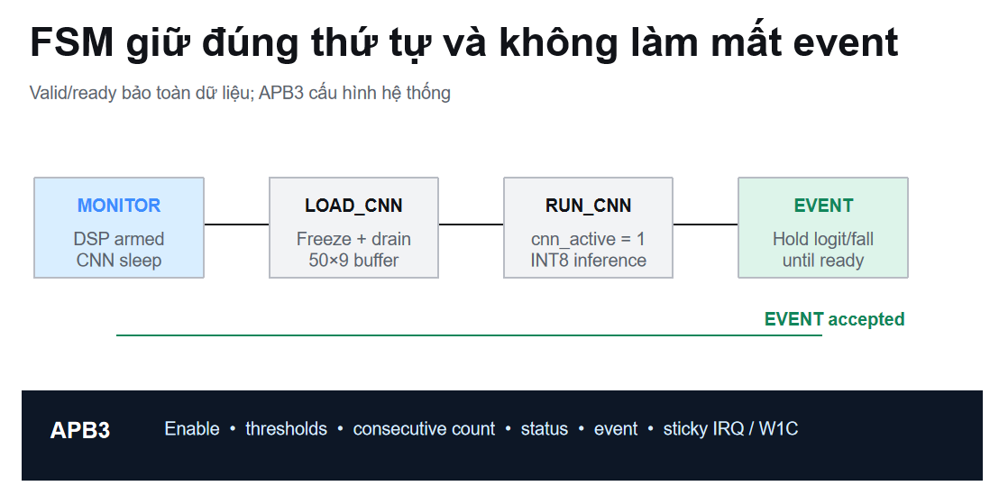 FSM giữ đúng thứ tự và không làm mất event
Valid/ready bảo toàn dữ liệu; APB3 cấu hình hệ thống
MONITOR
DSP armed
CNN sleep
LOAD_CNN
Freeze + drain
50×9 buffer
RUN_CNN
cnn_active = 1
INT8 inference
EVENT
Hold logit/fall
until ready
EVENT accepted
APB3
Enable • thresholds • consecutive count • status • event • sticky IRQ / W1C